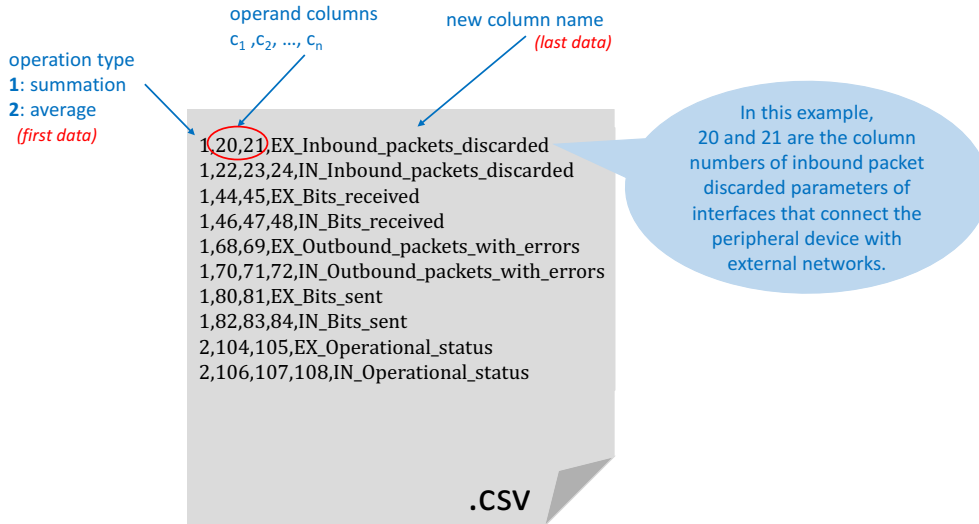 operand columns
c1 ,c2, ..., cn
new column name
(last data)
operation type
1: summation
2: average
(first data)
1,20,21,EX_Inbound_packets_discarded
1,22,23,24,IN_Inbound_packets_discarded
1,44,45,EX_Bits_received
1,46,47,48,IN_Bits_received
1,68,69,EX_Outbound_packets_with_errors
1,70,71,72,IN_Outbound_packets_with_errors
1,80,81,EX_Bits_sent
1,82,83,84,IN_Bits_sent
2,104,105,EX_Operational_status
2,106,107,108,IN_Operational_status
.csv
In this example,
20 and 21 are the column
numbers of inbound packet
discarded parameters of
interfaces that connect the
peripheral device with
external networks.